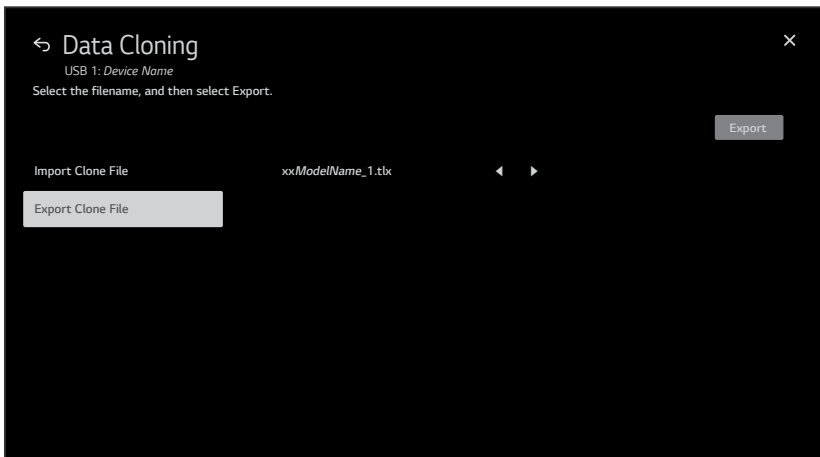 Data Cloning
USB 1: Device Name
Select the filename, and then select Export.
Export
Import Clone File xxModelName_1.tlx
Export Clone File